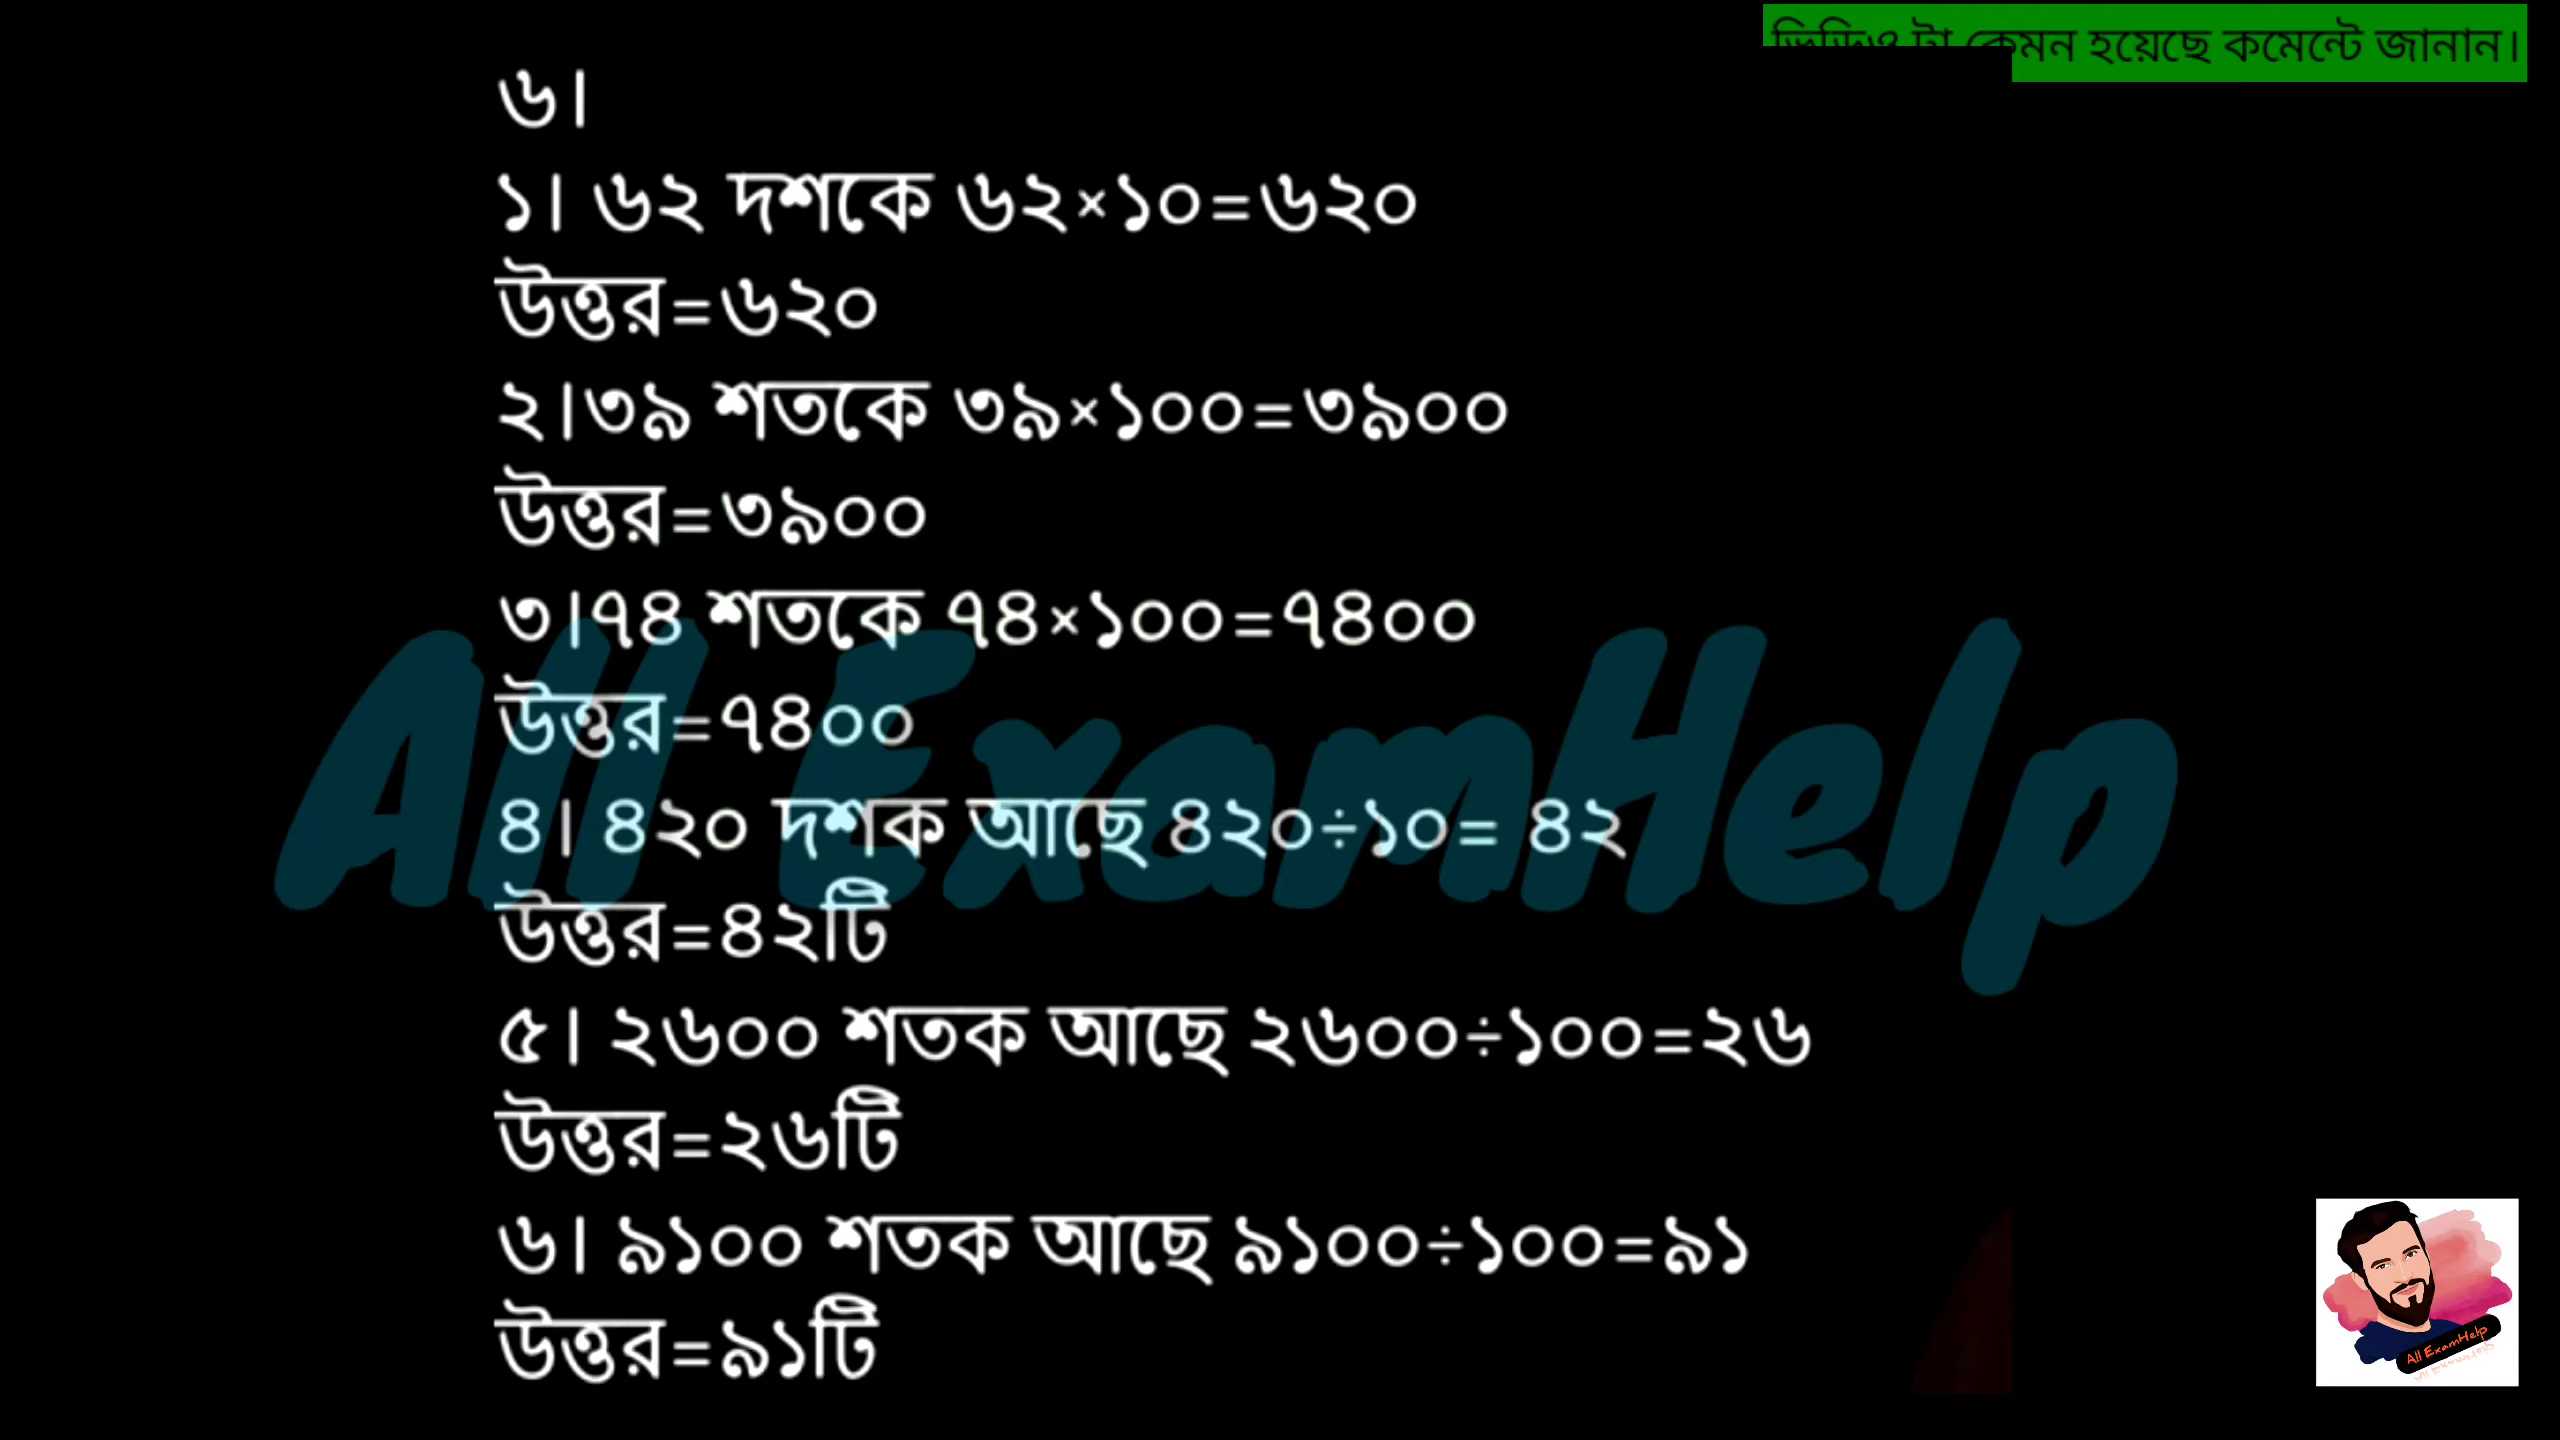 ভিডিও টা কেমন হয়েছে কমেন্টে জানান।
৬।
১। ৬২ দশকে ৬২×১০=৬২০
উত্তর=৬২০
২।৩৯ শতকে ৩৯×১০০=৩৯০০
উত্তর=৩৯০০
৩।৭৪ শতকে ৭৪×১০০=৭৪০০
উত্তর=৭৪০০
All ExamHelp
৪। ৪২০ দশক আছে ৪২০÷১০= ৪২
উত্তর=৪২টি
৫। ২৬০০ শতক আছে ২৬০০÷১০০=২৬
উত্তর=২৬টি
৬। ৯১০০ শতক আছে ৯১০০÷১০০=৯১
উত্তর=৯১টি
All ExamHelp